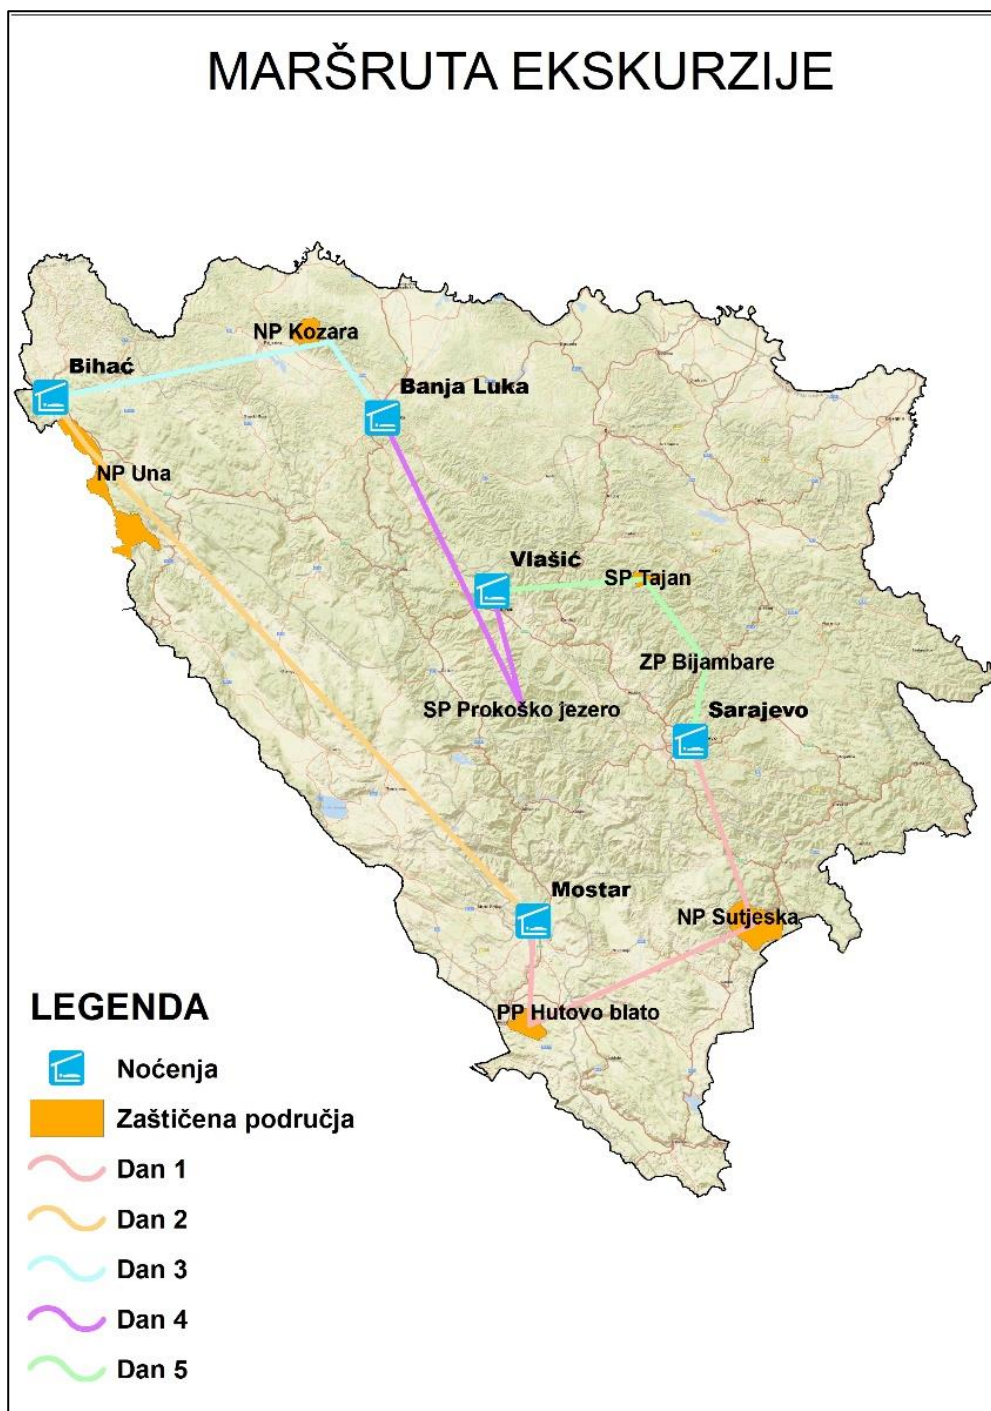 MARŠRUTA EKSKURZIJE
NP Kozara
Bihać
Banja Luka
NP Una
Vlašić
SP Tajan
ZP Bijambare
SP Prokoško jezero
Sarajevo
Mostar
NP Sutjeska
PP Hutovo blato
LEGENDA
Noćenja
Zaštičena područja
Dan 1
Dan 2
Dan 3
Dan 4
Dan 5